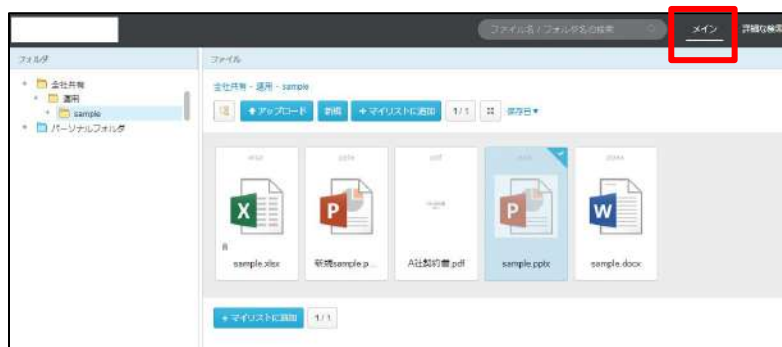 ファイル名 / フォルダ名の検索
メイン
詳細な検索
フォルダ
ファイル
全社共有
運用
sample
パーソナルフォルダ
全社共有 - 運用 - sample
アップロード
新規
+ マイリストに追加
1 / 1
保存日▼
xlsx
pptx
pdf
pptx
docx
X
P
P
W
R
sample.xlsx
新規sample.p...
A社契約書.pdf
sample.pptx
sample.docx
+ マイリストに追加
1 / 1